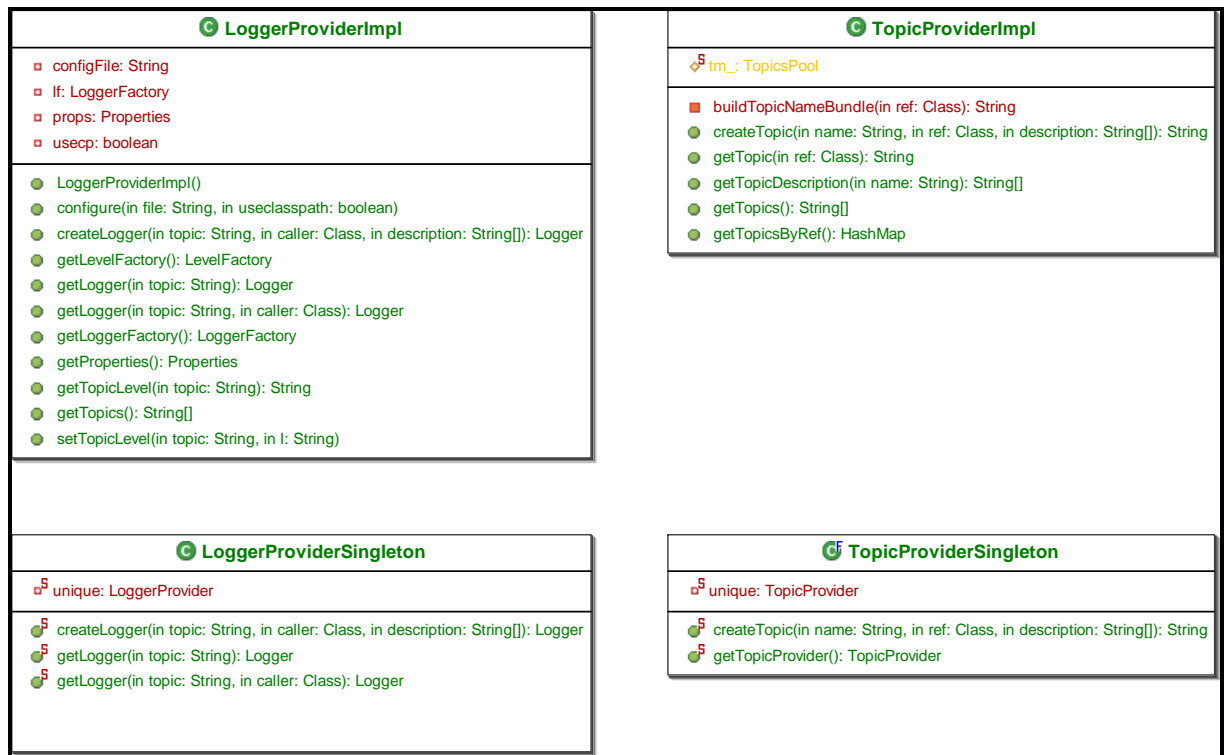 LoggerProviderImpl
configFile: String
lf: LoggerFactory
props: Properties
usecp: boolean
LoggerProviderImpl()
configure(in file: String, in useclasspath: boolean)
createLogger(in topic: String, in caller: Class, in description: String[]): Logger
getLevelFactory(): LevelFactory
getLogger(in topic: String): Logger
getLogger(in topic: String, in caller: Class): Logger
getLoggerFactory(): LoggerFactory
getProperties(): Properties
getTopicLevel(in topic: String): String
getTopics(): String[]
setTopicLevel(in topic: String, in l: String)
TopicProviderImpl
tm_: TopicsPool
buildTopicNameBundle(in ref: Class): String
createTopic(in name: String, in ref: Class, in description: String[]): String
getTopic(in ref: Class): String
getTopicDescription(in name: String): String[]
getTopics(): String[]
getTopicsByRef(): HashMap
LoggerProviderSingleton
unique: LoggerProvider
createLogger(in topic: String, in caller: Class, in description: String[]): Logger
getLogger(in topic: String): Logger
getLogger(in topic: String, in caller: Class): Logger
TopicProviderSingleton
unique: TopicProvider
createTopic(in name: String, in ref: Class, in description: String[]): String
getTopicProvider(): TopicProvider